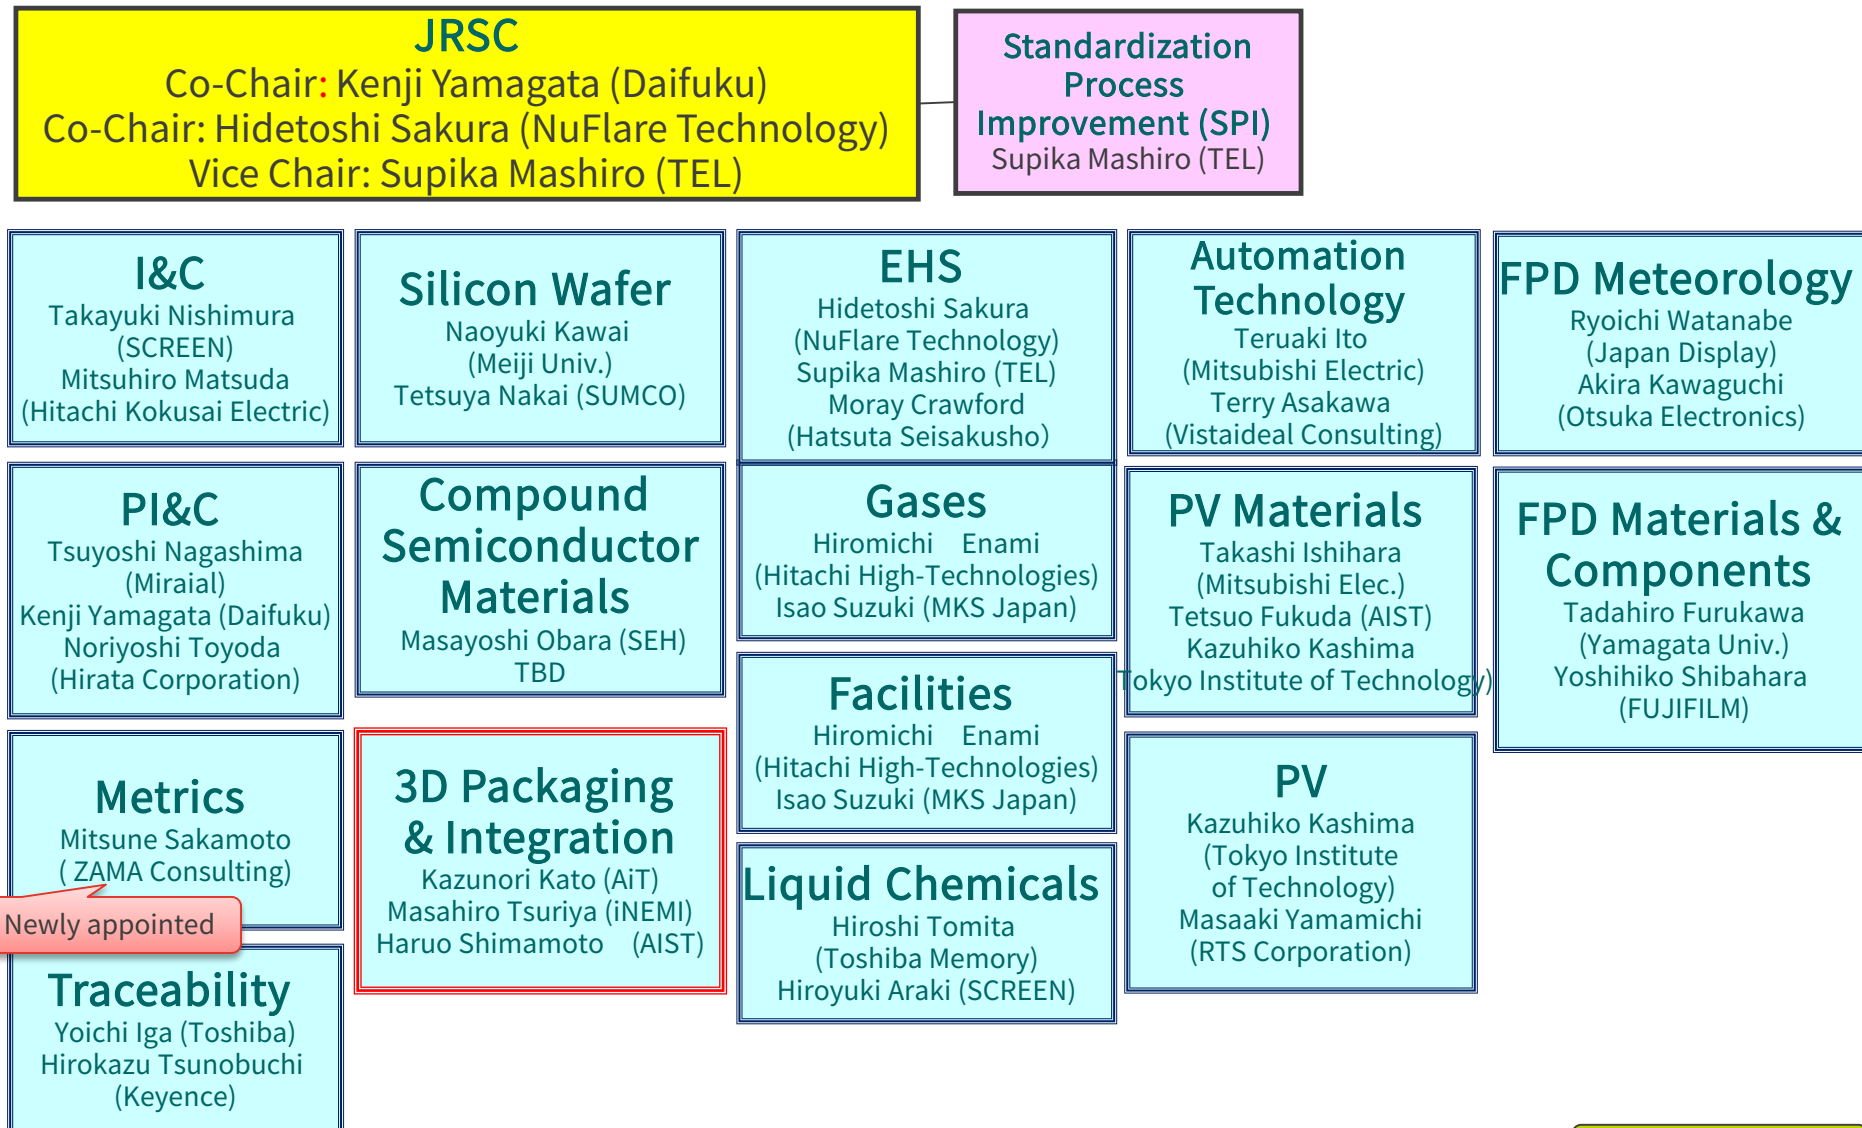 JRSC
Co-Chair: Kenji Yamagata (Daifuku)
Co-Chair: Hidetoshi Sakura (NuFlare Technology)
Vice Chair: Supika Mashiro (TEL)
Standardization
Process
Improvement (SPI)
Supika Mashiro (TEL)
I&C
Takayuki Nishimura
(SCREEN)
Mitsuhiro Matsuda
(Hitachi Kokusai Electric)
Silicon Wafer
Naoyuki Kawai
(Meiji Univ.)
Tetsuya Nakai (SUMCO)
EHS
Hidetoshi Sakura
(NuFlare Technology)
Supika Mashiro (TEL)
Moray Crawford
(Hatsuta Seisakusho）
Automation
Technology
Teruaki Ito
(Mitsubishi Electric)
Terry Asakawa
(Vistaideal Consulting)
FPD Meteorology
Ryoichi Watanabe
(Japan Display)
Akira Kawaguchi
(Otsuka Electronics)
PI&C
Tsuyoshi Nagashima
(Miraial)
Kenji Yamagata (Daifuku)
Noriyoshi Toyoda
(Hirata Corporation)
Compound
Semiconductor
Materials
Masayoshi Obara (SEH)
TBD
Gases
Hiromichi　Enami
(Hitachi High-Technologies)
Isao Suzuki (MKS Japan)
PV Materials
Takashi Ishihara
(Mitsubishi Elec.)
Tetsuo Fukuda (AIST)
Kazuhiko Kashima
Tokyo Institute of Technology)
FPD Materials &
Components
Tadahiro Furukawa
(Yamagata Univ.)
Yoshihiko Shibahara
(FUJIFILM)
Facilities
Hiromichi　Enami
(Hitachi High-Technologies)
Isao Suzuki (MKS Japan)
Metrics
Mitsune Sakamoto
( ZAMA Consulting)
Newly appointed
3D Packaging
& Integration
Kazunori Kato (AiT)
Masahiro Tsuriya (iNEMI)
Haruo Shimamoto　(AIST)
PV
Kazuhiko Kashima
(Tokyo Institute
of Technology)
Masaaki Yamamichi
(RTS Corporation)
Liquid Chemicals
Hiroshi Tomita
(Toshiba Memory)
Hiroyuki Araki (SCREEN)
Traceability
Yoichi Iga (Toshiba)
Hirokazu Tsunobuchi
(Keyence)